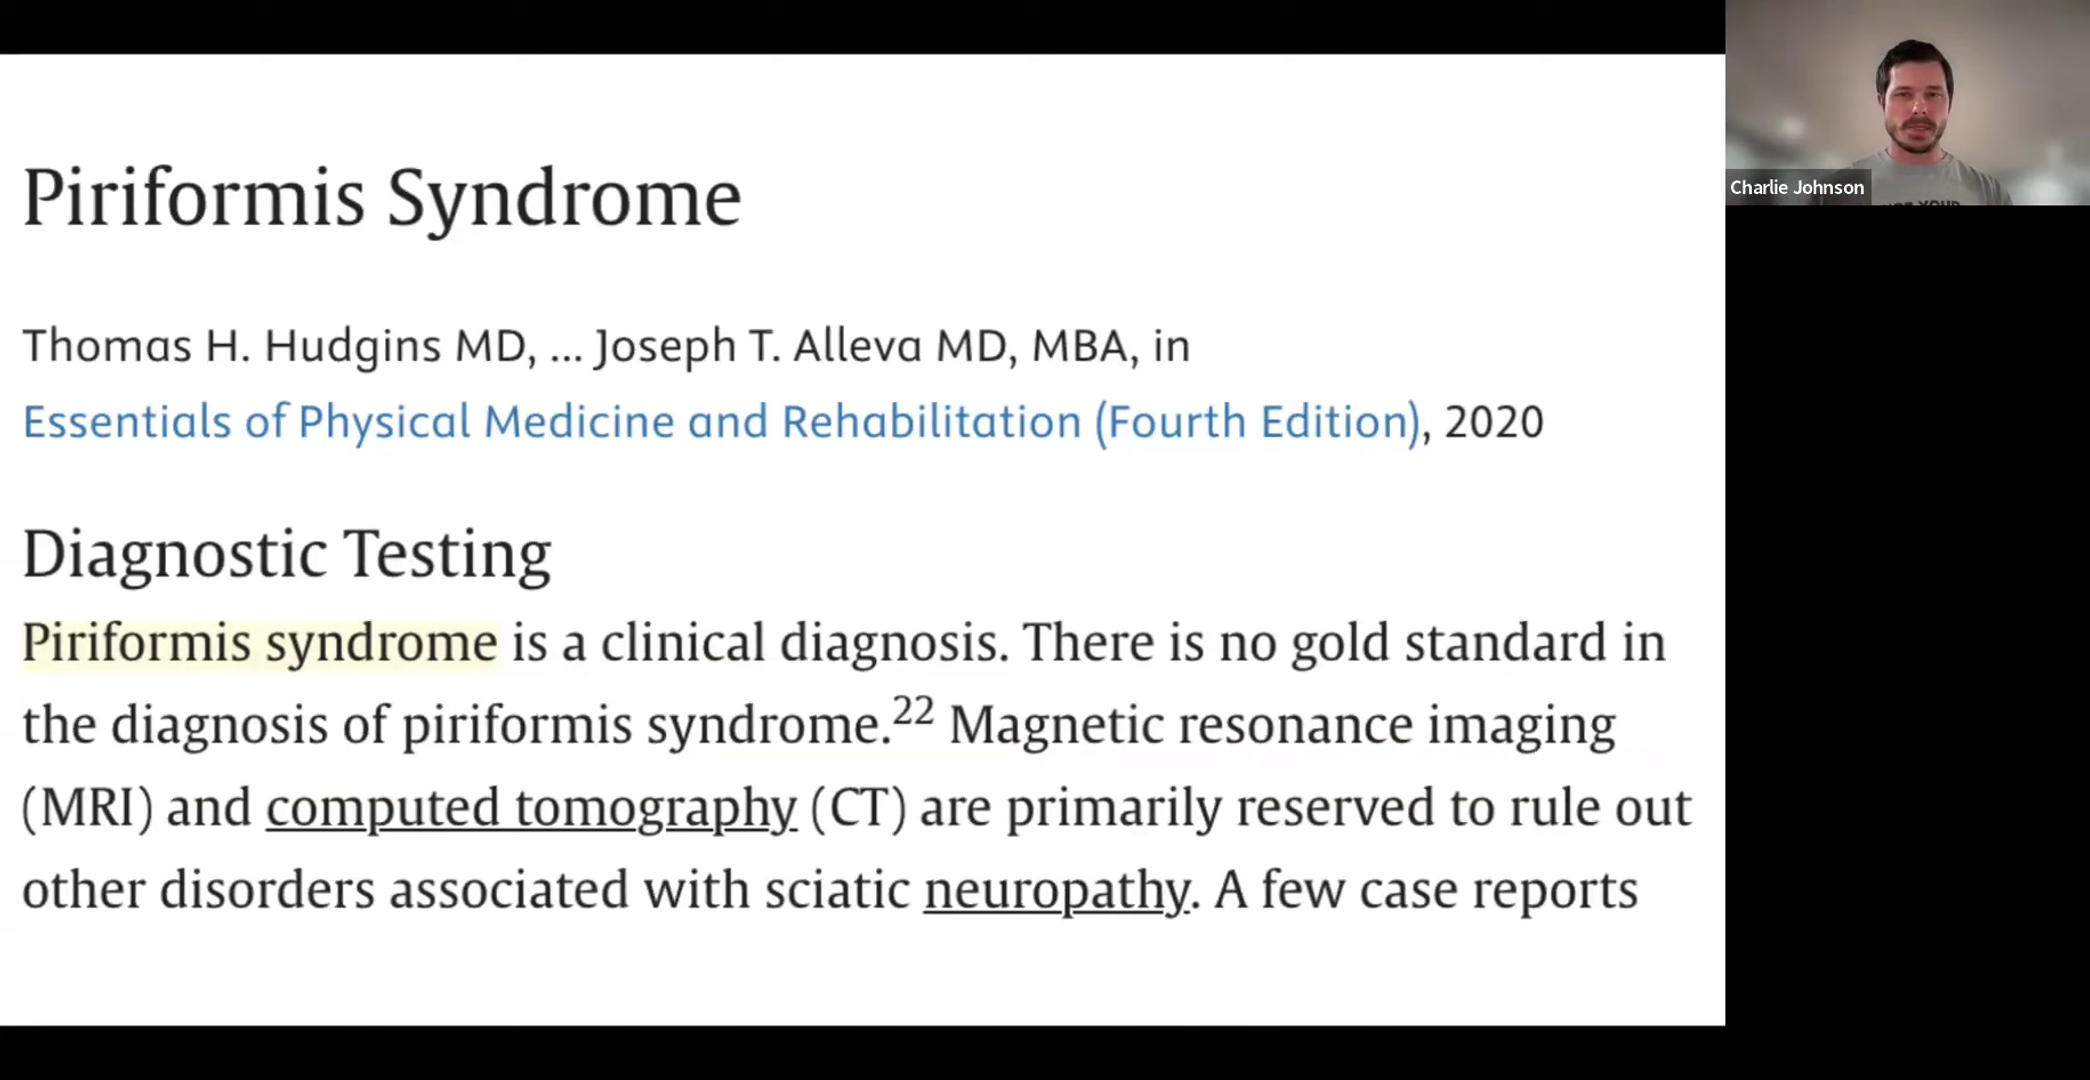 Piriformis Syndrome
Thomas H. Hudgins MD, ... Joseph T. Alleva MD, MBA, in
Essentials of Physical Medicine and Rehabilitation (Fourth Edition), 2020
Diagnostic Testing
Piriformis syndrome is a clinical diagnosis. There is no gold standard in
the diagnosis of piriformis syndrome.22 Magnetic resonance imaging
(MRI) and computed tomography (CT) are primarily reserved to rule out
other disorders associated with sciatic neuropathy. A few case reports
Charlie Johnson
YOUR